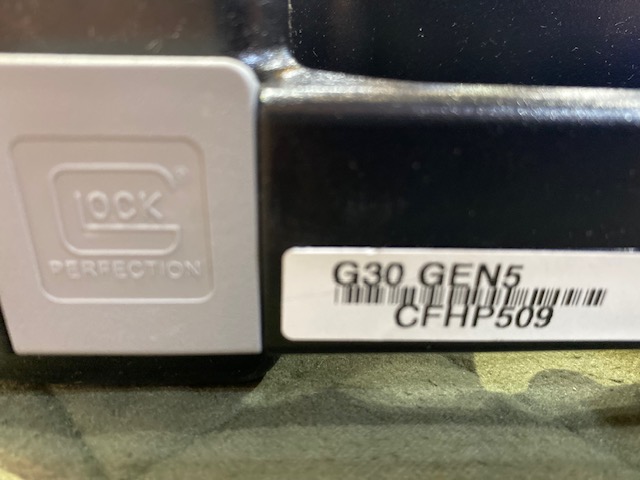 GLOCK
PERFECTION
G30 GEN5
CFHP509